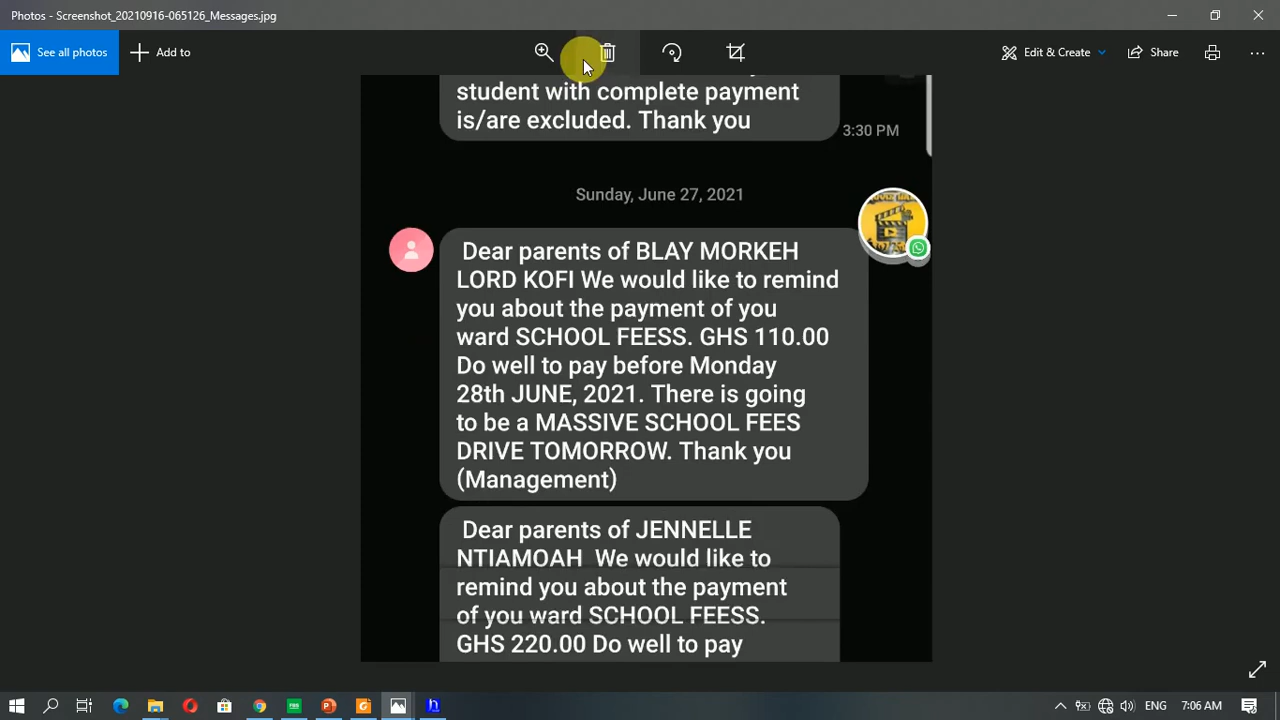 Photos - Screenshot_20210916-065126_Messages.jpg
See all photos
Add to
Edit & Create
Share
student with complete payment
is/are excluded. Thank you
3:30 PM
Sunday, June 27, 2021
Dear parents of BLAY MORKEH
LORD KOFI We would like to remind
you about the payment of you
ward SCHOOL FEESS. GHS 110.00
Do well to pay before Monday
28th JUNE, 2021. There is going
to be a MASSIVE SCHOOL FEES
DRIVE TOMORROW. Thank you
(Management)
Dear parents of JENNELLE
NTIAMOAH We would like to
remind you about the payment
of you ward SCHOOL FEESS.
GHS 220.00 Do well to pay
ENG
7:06 AM